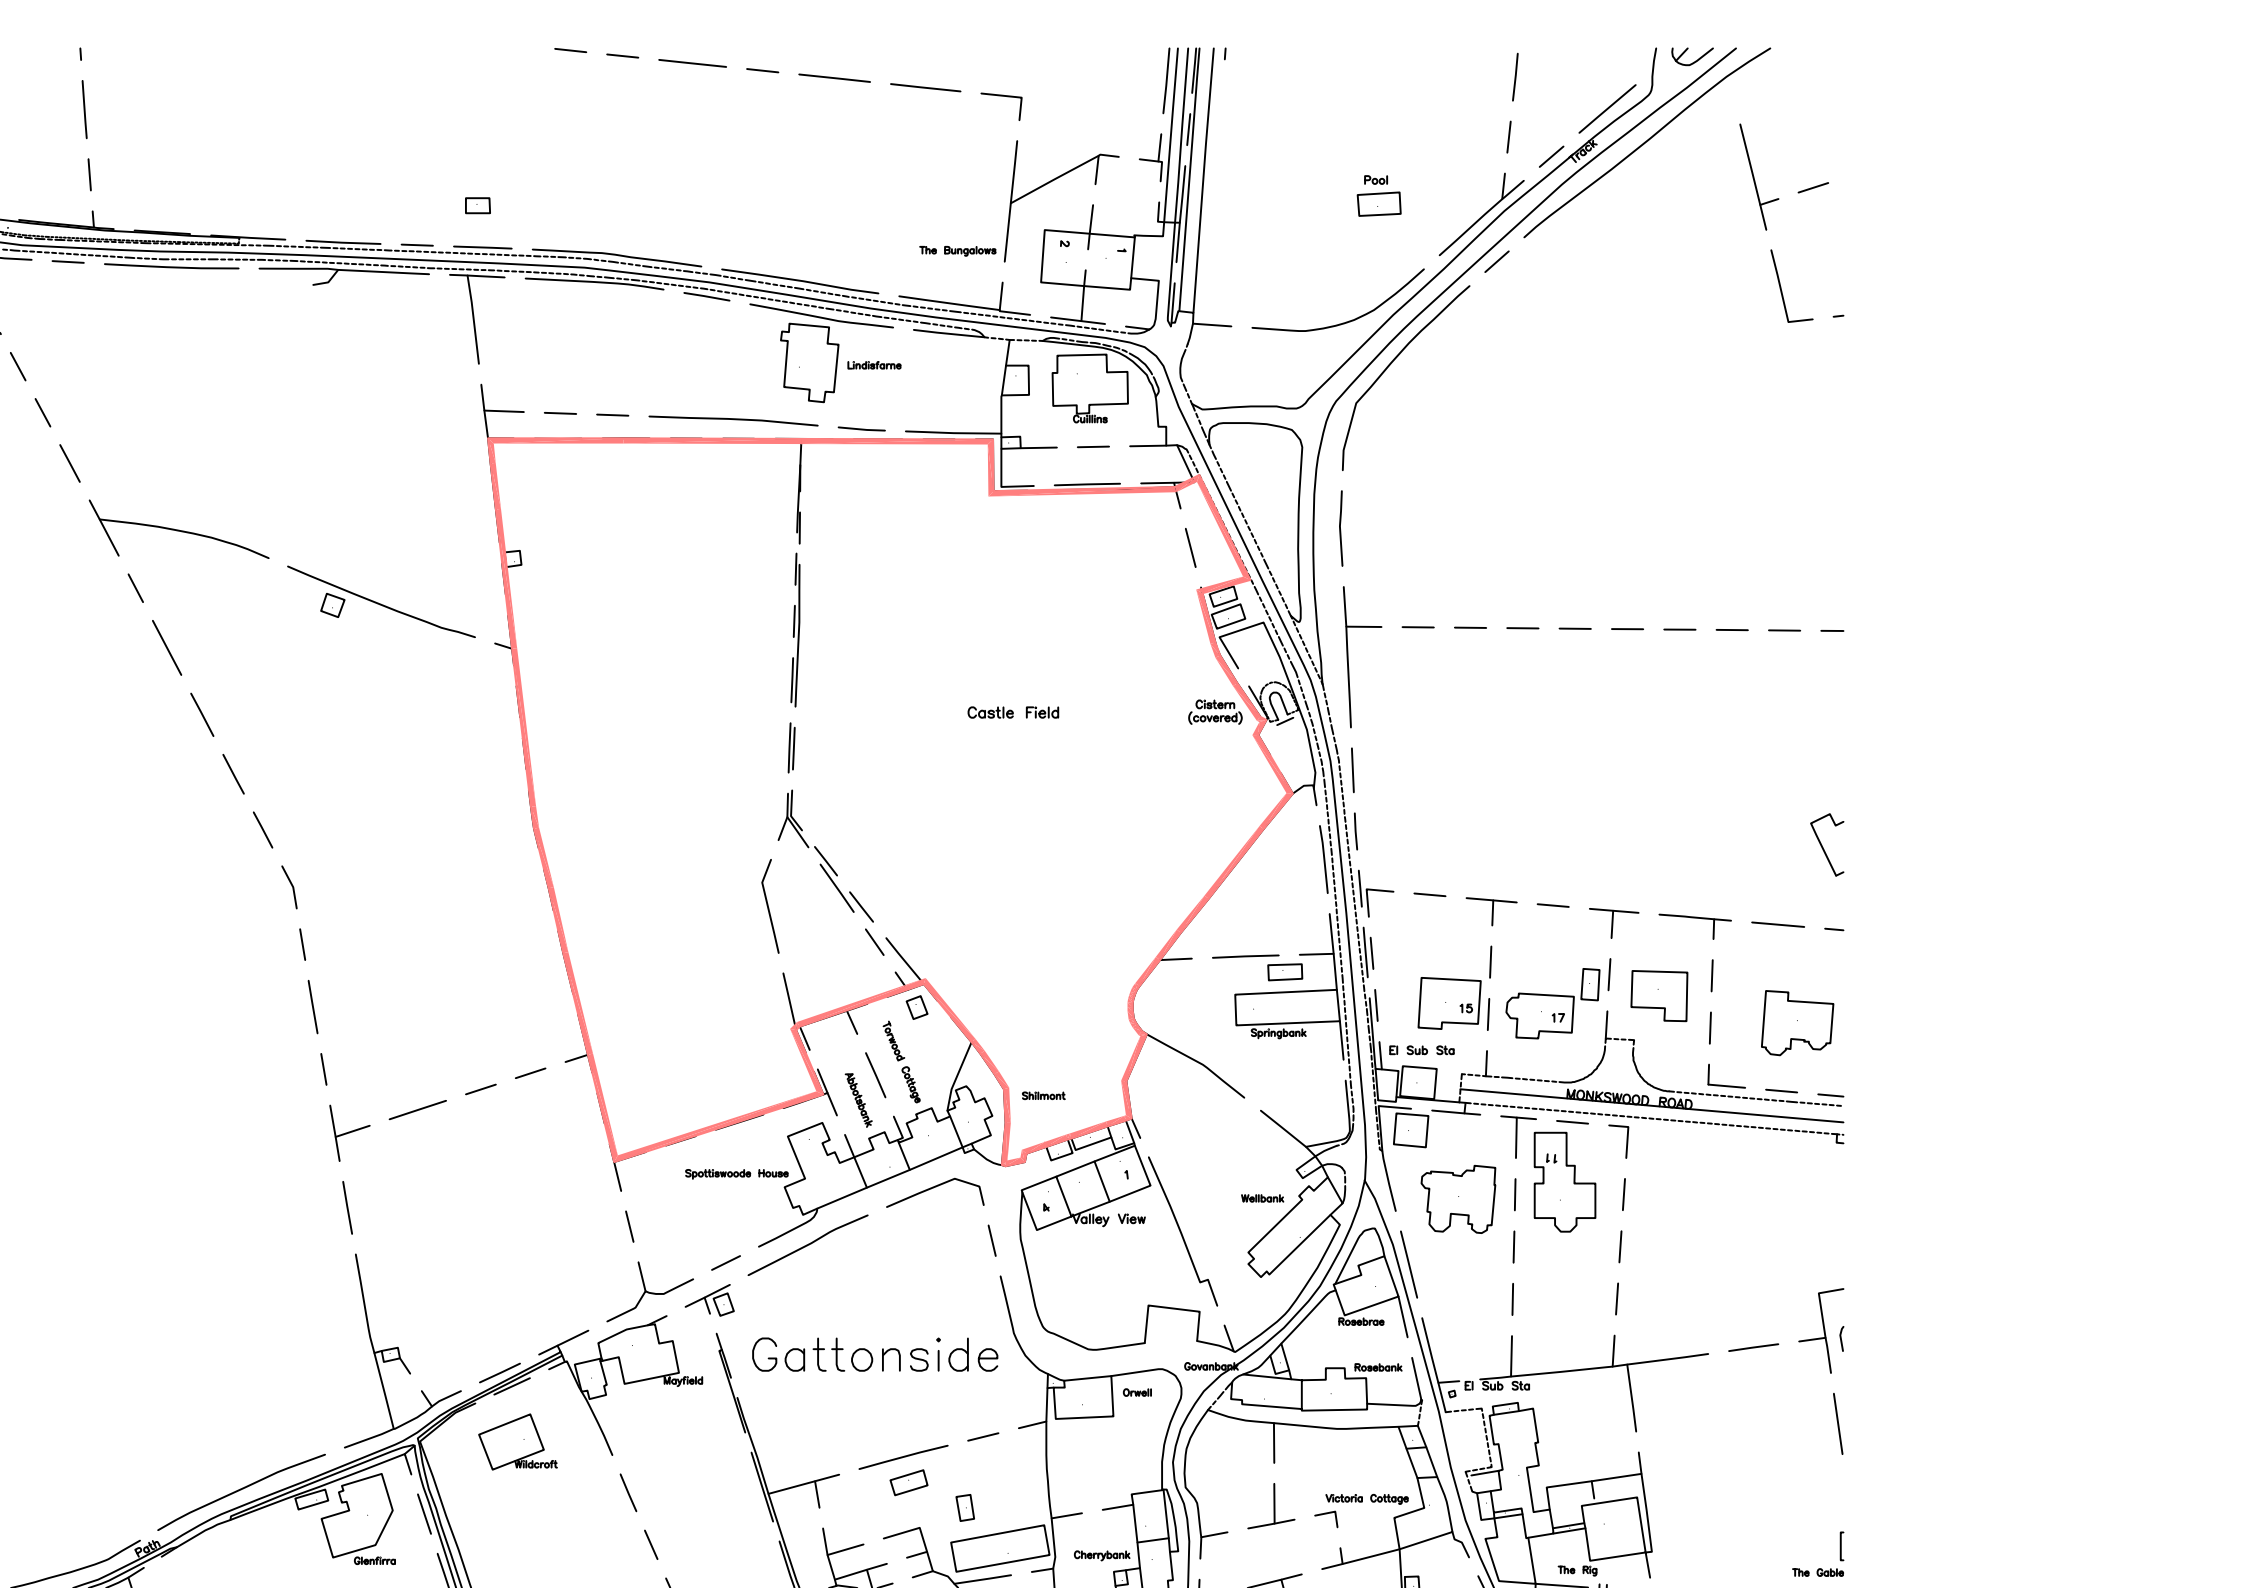 Track
Pool
The Bungalows
2
1
Lindisfarne
Cuillins
Castle Field
Cistern
(covered)
15
17
Springbank
El Sub Sta
MONKSWOOD ROAD
Torwood Cottage
Abbotsbank
Shilmont
11
Spottiswoode House
1
4
Valley View
Wellbank
Rosebrae
Gattonside
Govanbank
Rosebank
Mayfield
Orwell
El Sub Sta
Wildcroft
Victoria Cottage
Path
Glenfirra
Cherrybank
The Rig
The Gable